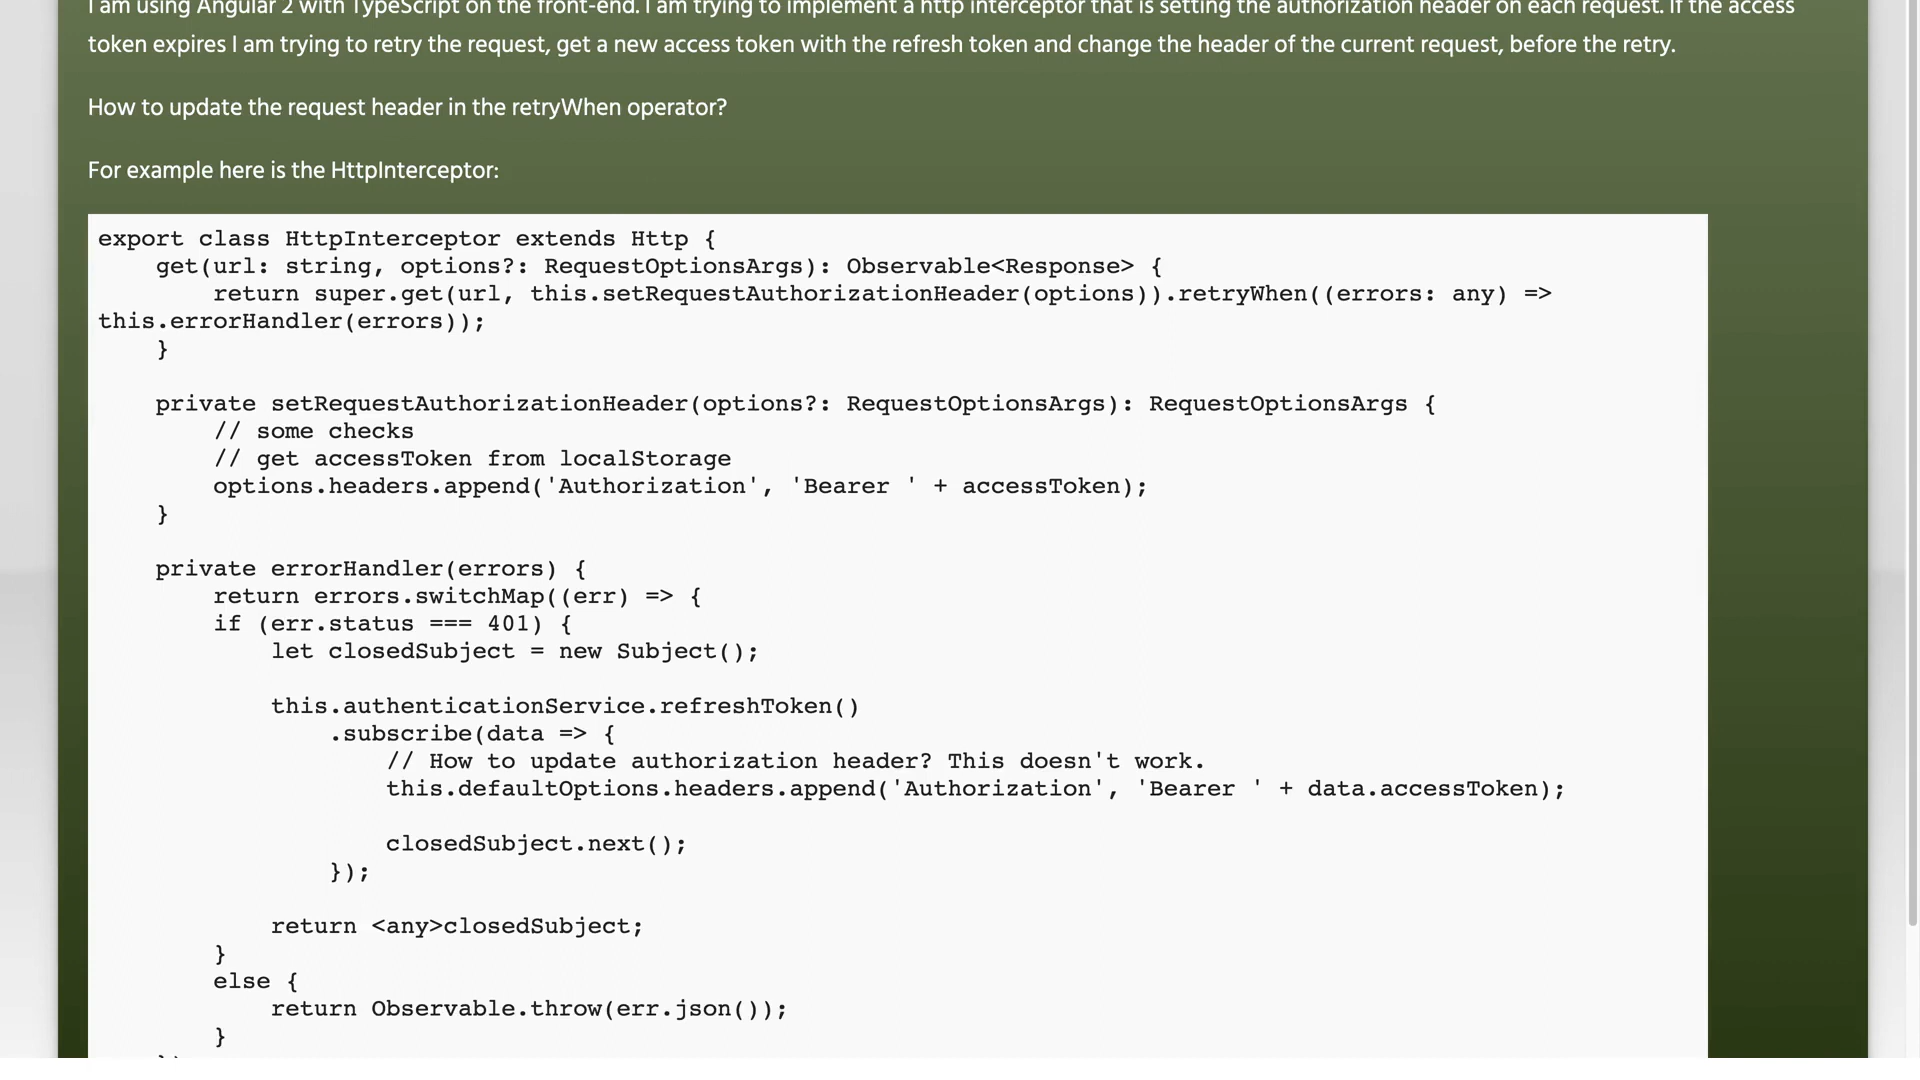 I am using Angular 2 with TypeScript on the front-end. I am trying to implement a http interceptor that is setting the authorization header on each request. If the access
token expires I am trying to retry the request, get a new access token with the refresh token and change the header of the current request, before the retry.
How to update the request header in the retryWhen operator?
For example here is the HttpInterceptor:
export class HttpInterceptor extends Http {
    get(url: string, options?: RequestOptionsArgs): Observable<Response> {
        return super.get(url, this.setRequestAuthorizationHeader(options)).retryWhen((errors: any) =>
this.errorHandler(errors));
    }
    private setRequestAuthorizationHeader(options?: RequestOptionsArgs): RequestOptionsArgs {
        // some checks
        // get accessToken from localStorage
        options.headers.append('Authorization', 'Bearer ' + accessToken);
    }
    private errorHandler(errors) {
        return errors.switchMap((err) => {
        if (err.status === 401) {
            let closedSubject = new Subject();
            this.authenticationService.refreshToken()
                .subscribe(data => {
                    // How to update authorization header? This doesn't work.
                    this.defaultOptions.headers.append('Authorization', 'Bearer ' + data.accessToken);
                    closedSubject.next();
                });
            return <any>closedSubject;
        }
        else {
            return Observable.throw(err.json());
        }